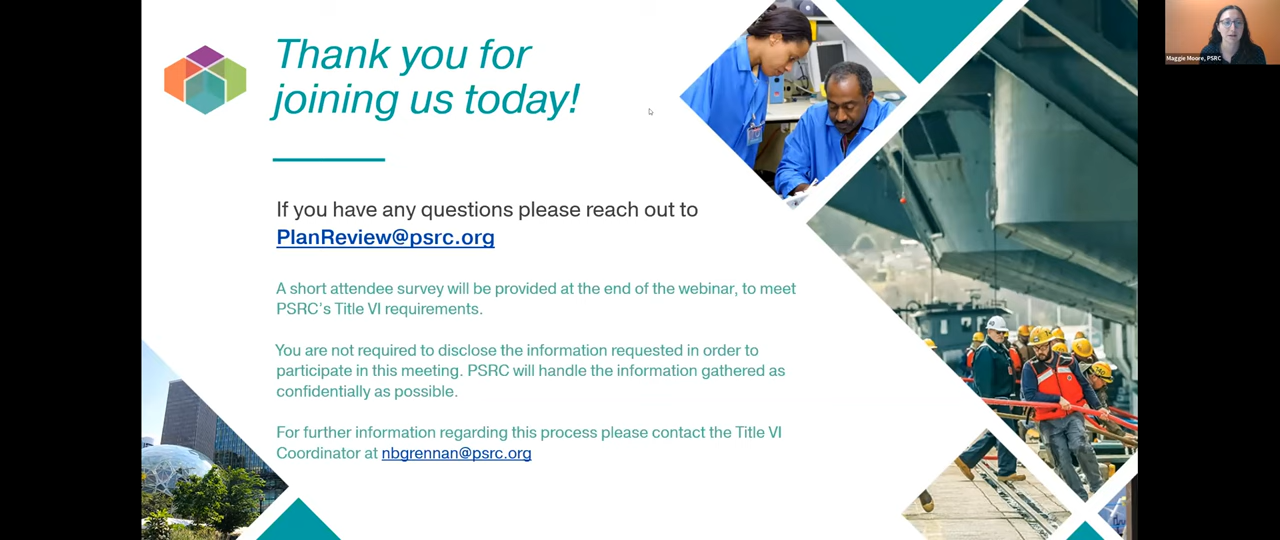 Thank you for
joining us today!
Maggie Moore, PSRC
If you have any questions please reach out to
PlanReview@psrc.org
A short attendee survey will be provided at the end of the webinar, to meet
PSRC's Title VI requirements.
You are not required to disclose the information requested in order to
participate in this meeting. PSRC will handle the information gathered as
confidentially as possible.
For further information regarding this process please contact the Title VI
Coordinator at nbgrennan@psrc.org